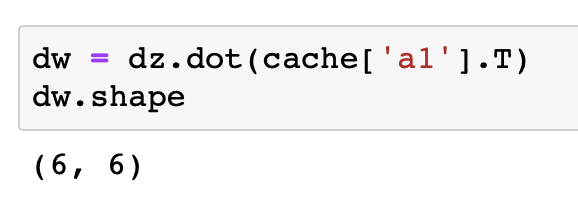 dw = dz.dot(cache['a1'].T)
dw.shape
(6, 6)